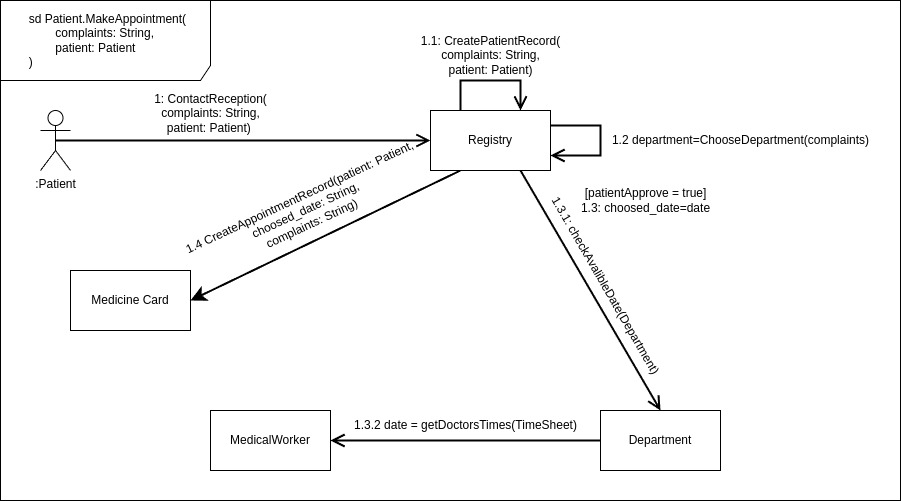 sd Patient.MakeAppointment(
complaints: String,
patient: Patient
)
1.1: CreatePatientRecord(
complaints: String,
patient: Patient)
1: ContactReception(
complaints: String,
patient: Patient)
Registry
1.2 department=ChooseDepartment(complaints)
:Patient
1.4 CreateAppointmentRecord(patient: Patient,
choosed_date: String,
complaints: String)
[patientApprove = true]
1.3: choosed_date=date
1.3.1: checkAvalibleDate(Department)
Medicine Card
MedicalWorker
1.3.2 date = getDoctorsTimes(TimeSheet)
Department